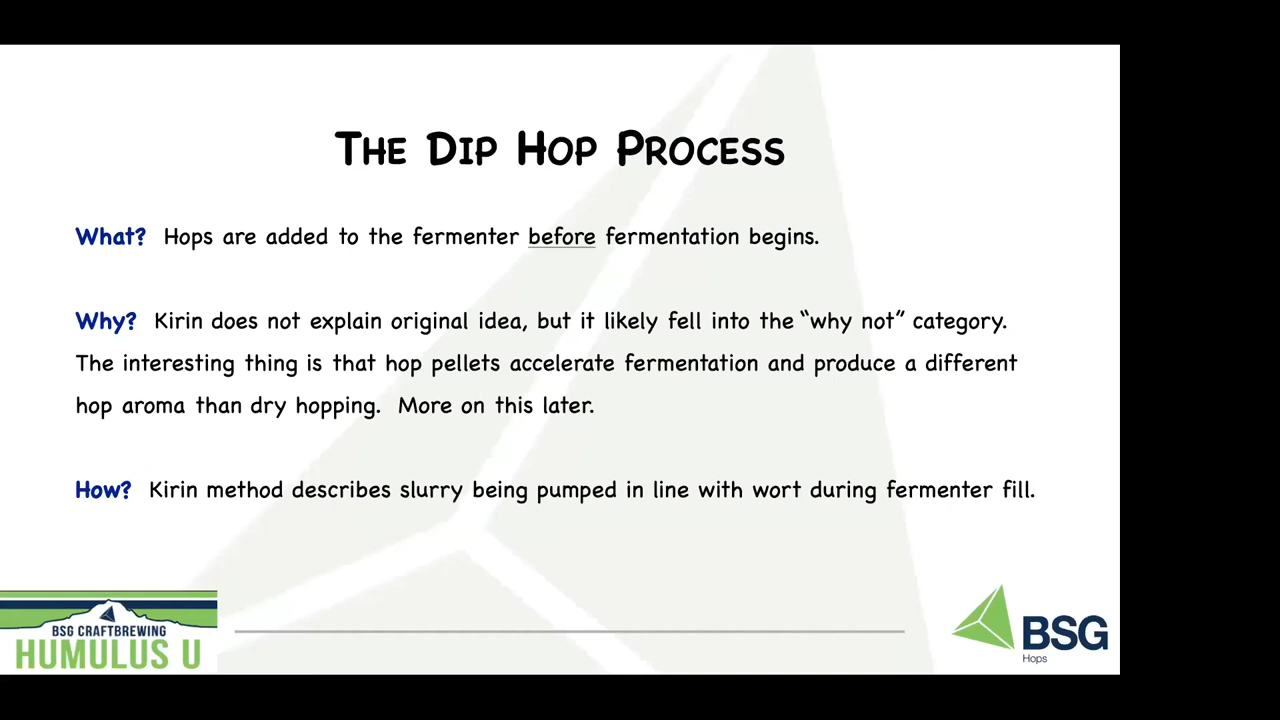 THE DIP HOP PROCESS
What? Hops are added to the fermenter before fermentation begins.
Why? Kirin does not explain original idea, but it likely fell into the “why not” category.
The interesting thing is that hop pellets accelerate fermentation and produce a different
hop aroma than dry hopping. More on this later.
How? Kirin method describes slurry being pumped in line with wort during fermenter fill.
BSG CRAFTBREWING
HUMULUS U
BSG
Hops